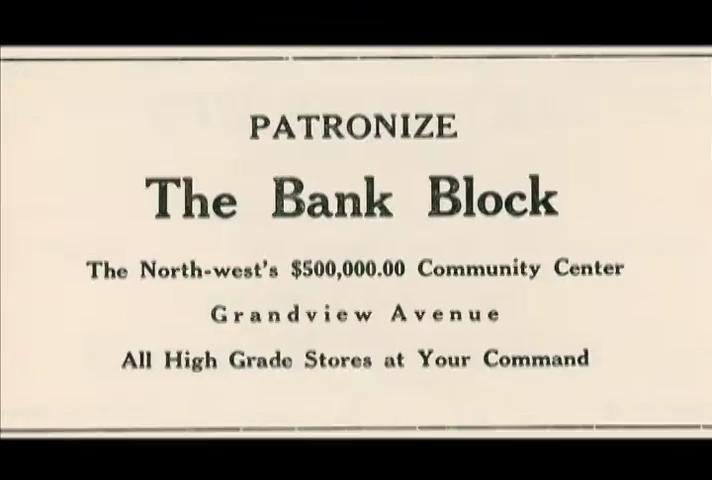 PATRONIZE
The Bank Block
The North-west's $500,000.00 Community Center
Grandview Avenue
All High Grade Stores at Your Command